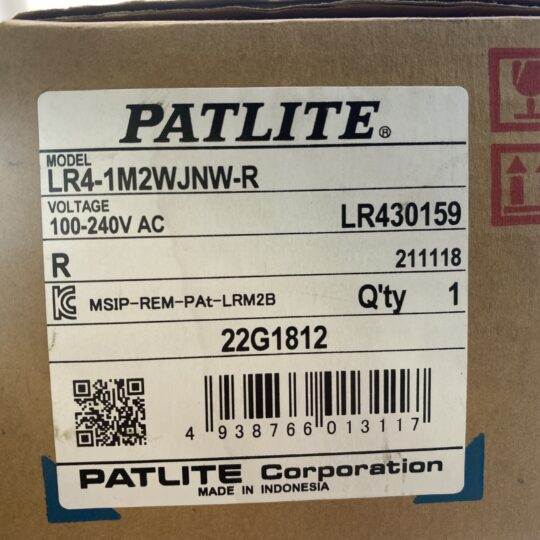 PATLITE®
MODEL
LR4-1M2WJNW-R
VOLTAGE
100-240V AC
LR430159
R
211118
MSIP-REM-PAt-LRM2B
Q'ty 1
22G1812
4 938766 013117
PATLITE Corporation
MADE IN INDONESIA